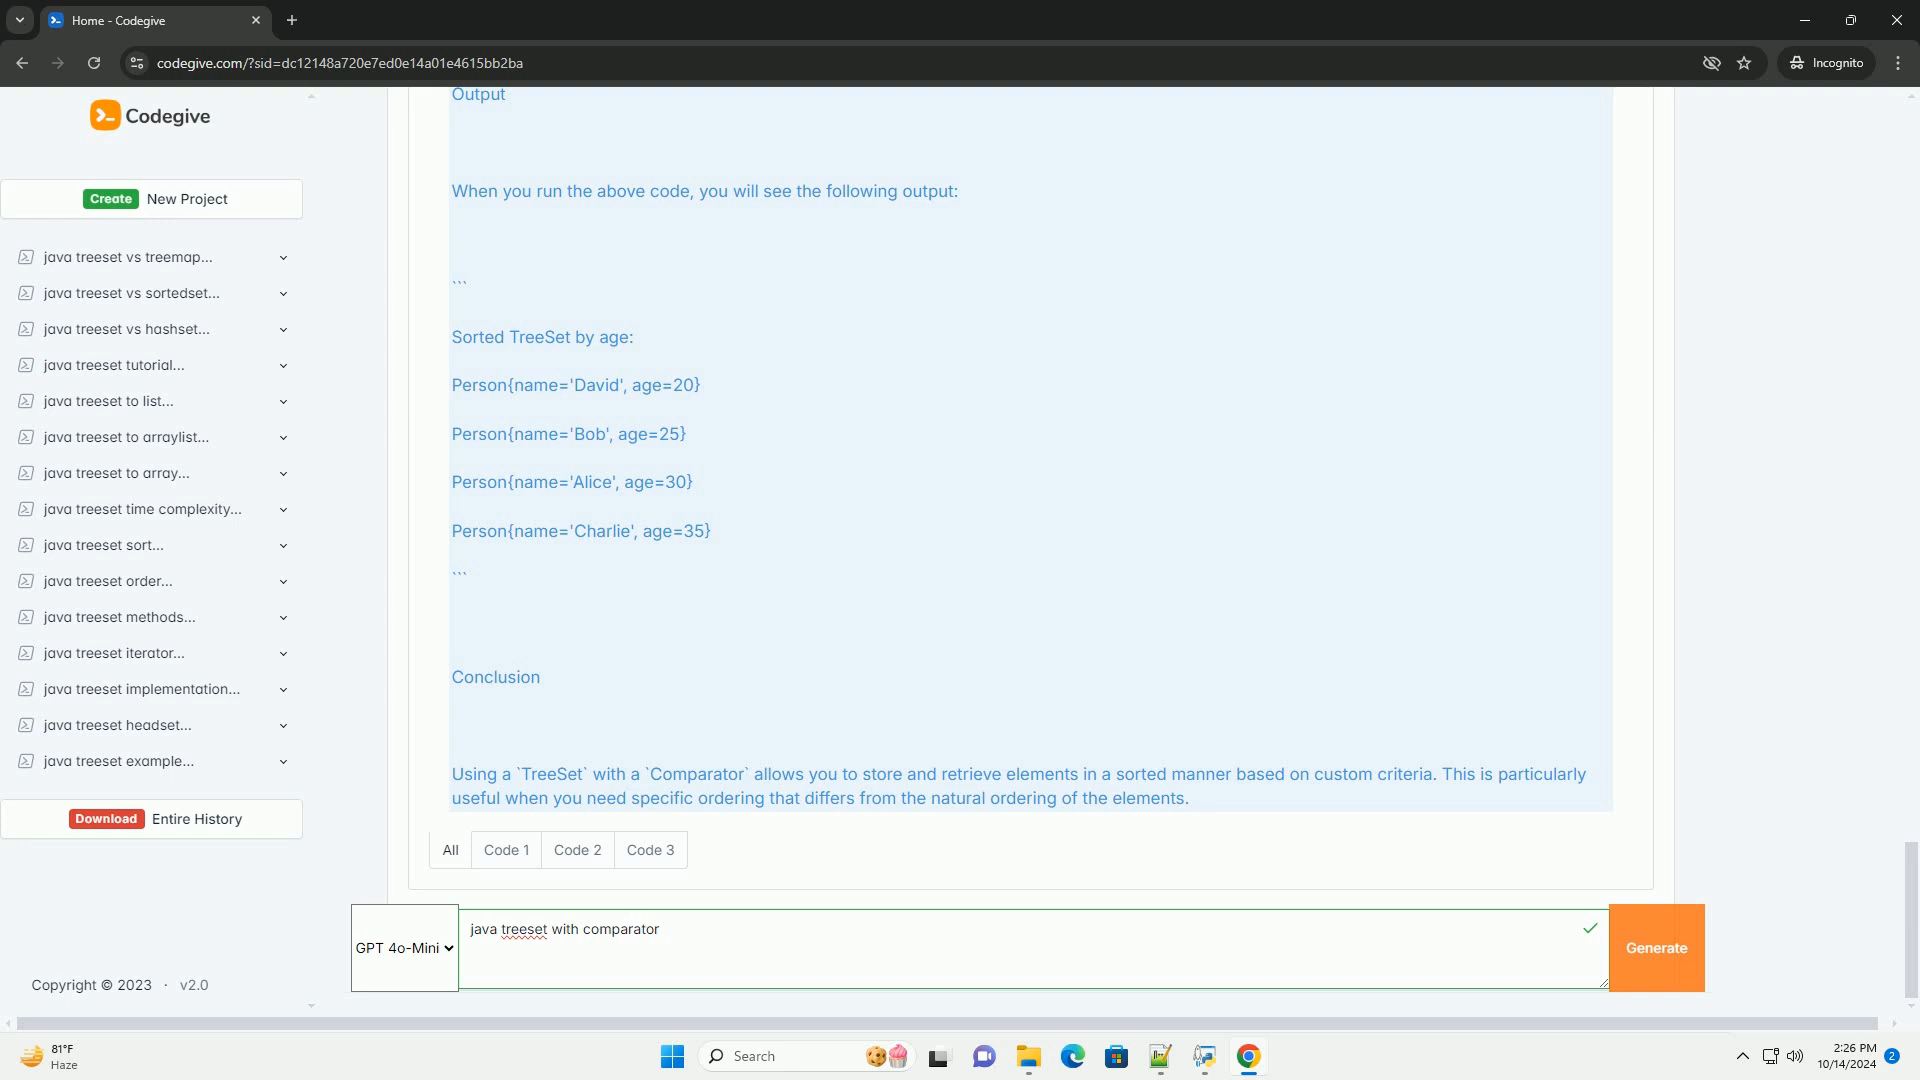 Home - Codegive
codegive.com/?sid=dc12148a720e7ed0e14a01e4615bb2ba
Incognito
Codegive
Create New Project
java treeset vs treemap...
java treeset vs sortedset...
java treeset vs hashset...
java treeset tutorial...
java treeset to list...
java treeset to arraylist...
java treeset to array...
java treeset time complexity...
java treeset sort...
java treeset order...
java treeset methods...
java treeset iterator...
java treeset implementation...
java treeset headset...
java treeset example...
Download Entire History
Copyright © 2023 · v2.0
Output
When you run the above code, you will see the following output:
```
Sorted TreeSet by age:
Person{name='David', age=20}
Person{name='Bob', age=25}
Person{name='Alice', age=30}
Person{name='Charlie', age=35}
```
Conclusion
Using a `TreeSet` with a `Comparator` allows you to store and retrieve elements in a sorted manner based on custom criteria. This is particularly
useful when you need specific ordering that differs from the natural ordering of the elements.
All Code 1 Code 2 Code 3
GPT 4o-Mini
java treeset with comparator
Generate
81°F
Haze
Search
2:26 PM
10/14/2024
2